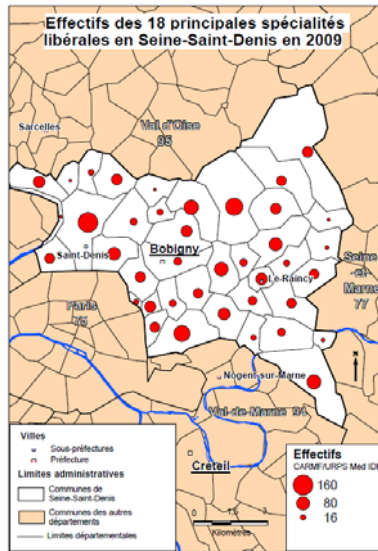 Effectifs des 18 principales spécialités
libérales en Seine-Saint-Denis en 2009
Sarcelles
Val d'Oise
95
Bobigny
Saint-Denis
Le Raincy
Seine
-et-
Marne
77
Paris
75
Nogent-sur-Marne
Val-de-Marne 94
Créteil
N
Villes
Sous-préfectures
Préfecture
Limites administratives
Communes de
Seine-Saint-Denis
Communes des autres
départements
Limites départementales
Kilomètres
Effectifs
CARMF/URPS Med IDF
160
80
16